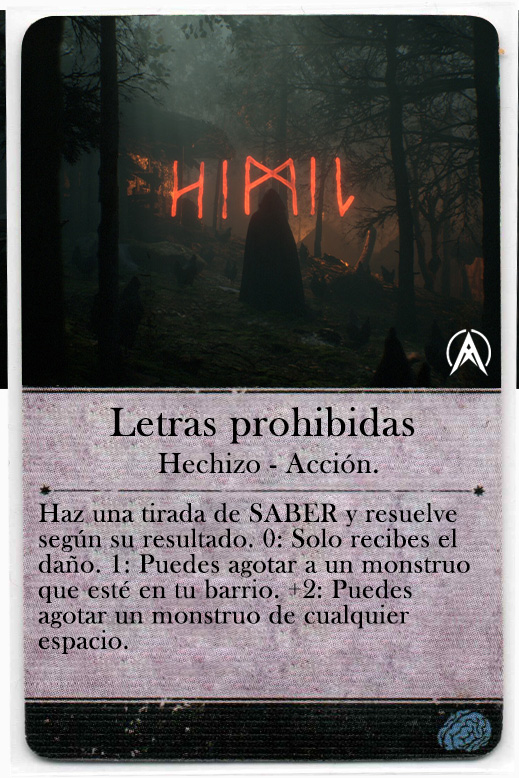 HIMIL
Letras prohibidas
Hechizo - Acción.
Haz una tirada de SABER y resuelve
según su resultado. 0: Solo recibes el
daño. 1: Puedes agotar a un monstruo
que esté en tu barrio. +2: Puedes
agotar un monstruo de cualquier
espacio.